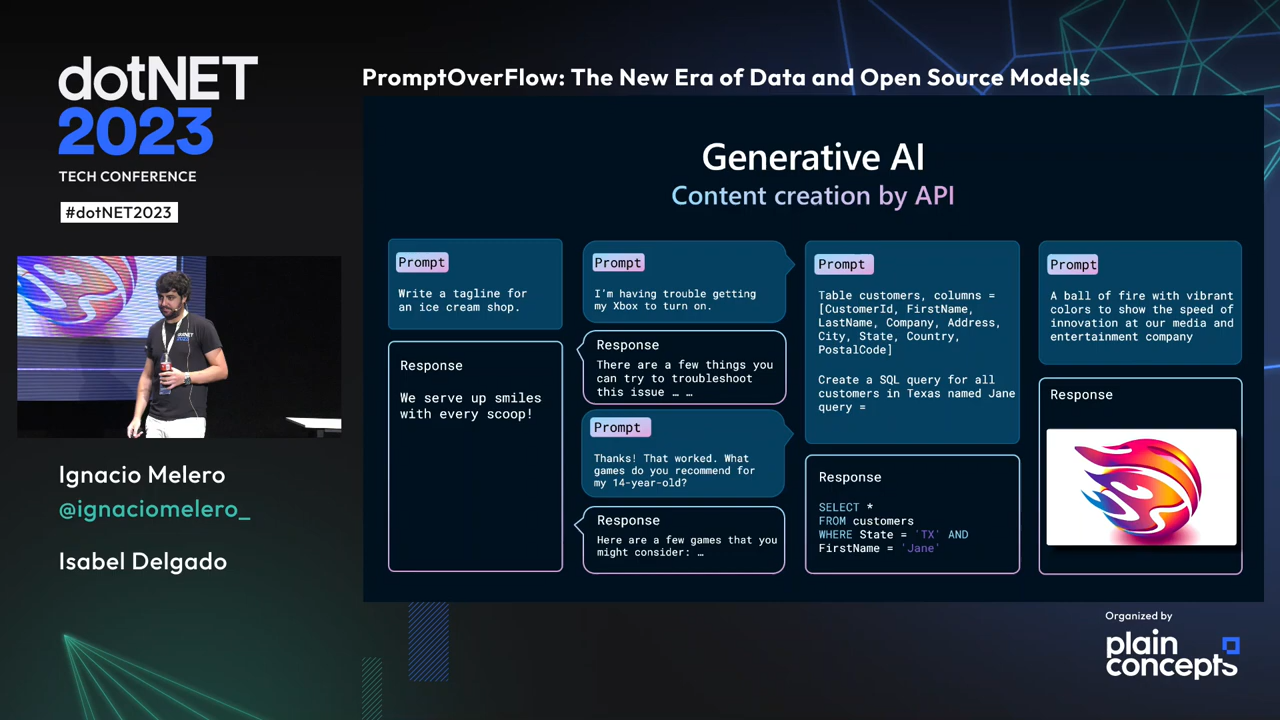 dotNET
2023
TECH CONFERENCE
#dotNET2023
Ignacio Melero
@ignaciomelero_
Isabel Delgado
PromptOverFlow: The New Era of Data and Open Source Models
Generative AI
Content creation by API
Prompt
Write a tagline for
an ice cream shop.
Response
We serve up smiles
with every scoop!
Prompt
I'm having trouble getting
my Xbox to turn on.
Response
There are a few things you
can try to troubleshoot
this issue … …
Prompt
Thanks! That worked. What
games do you recommend for
my 14-year-old?
Response
Here are a few games that you
might consider: …
Prompt
Table customers, columns =
[CustomerId, FirstName,
LastName, Company, Address,
City, State, Country,
PostalCode]
Create a SQL query for all
customers in Texas named Jane
query =
Response
SELECT *
FROM customers
WHERE State = 'TX' AND
FirstName = 'Jane'
Prompt
A ball of fire with vibrant
colors to show the speed of
innovation at our media and
entertainment company
Response
Organized by
plain
concepts